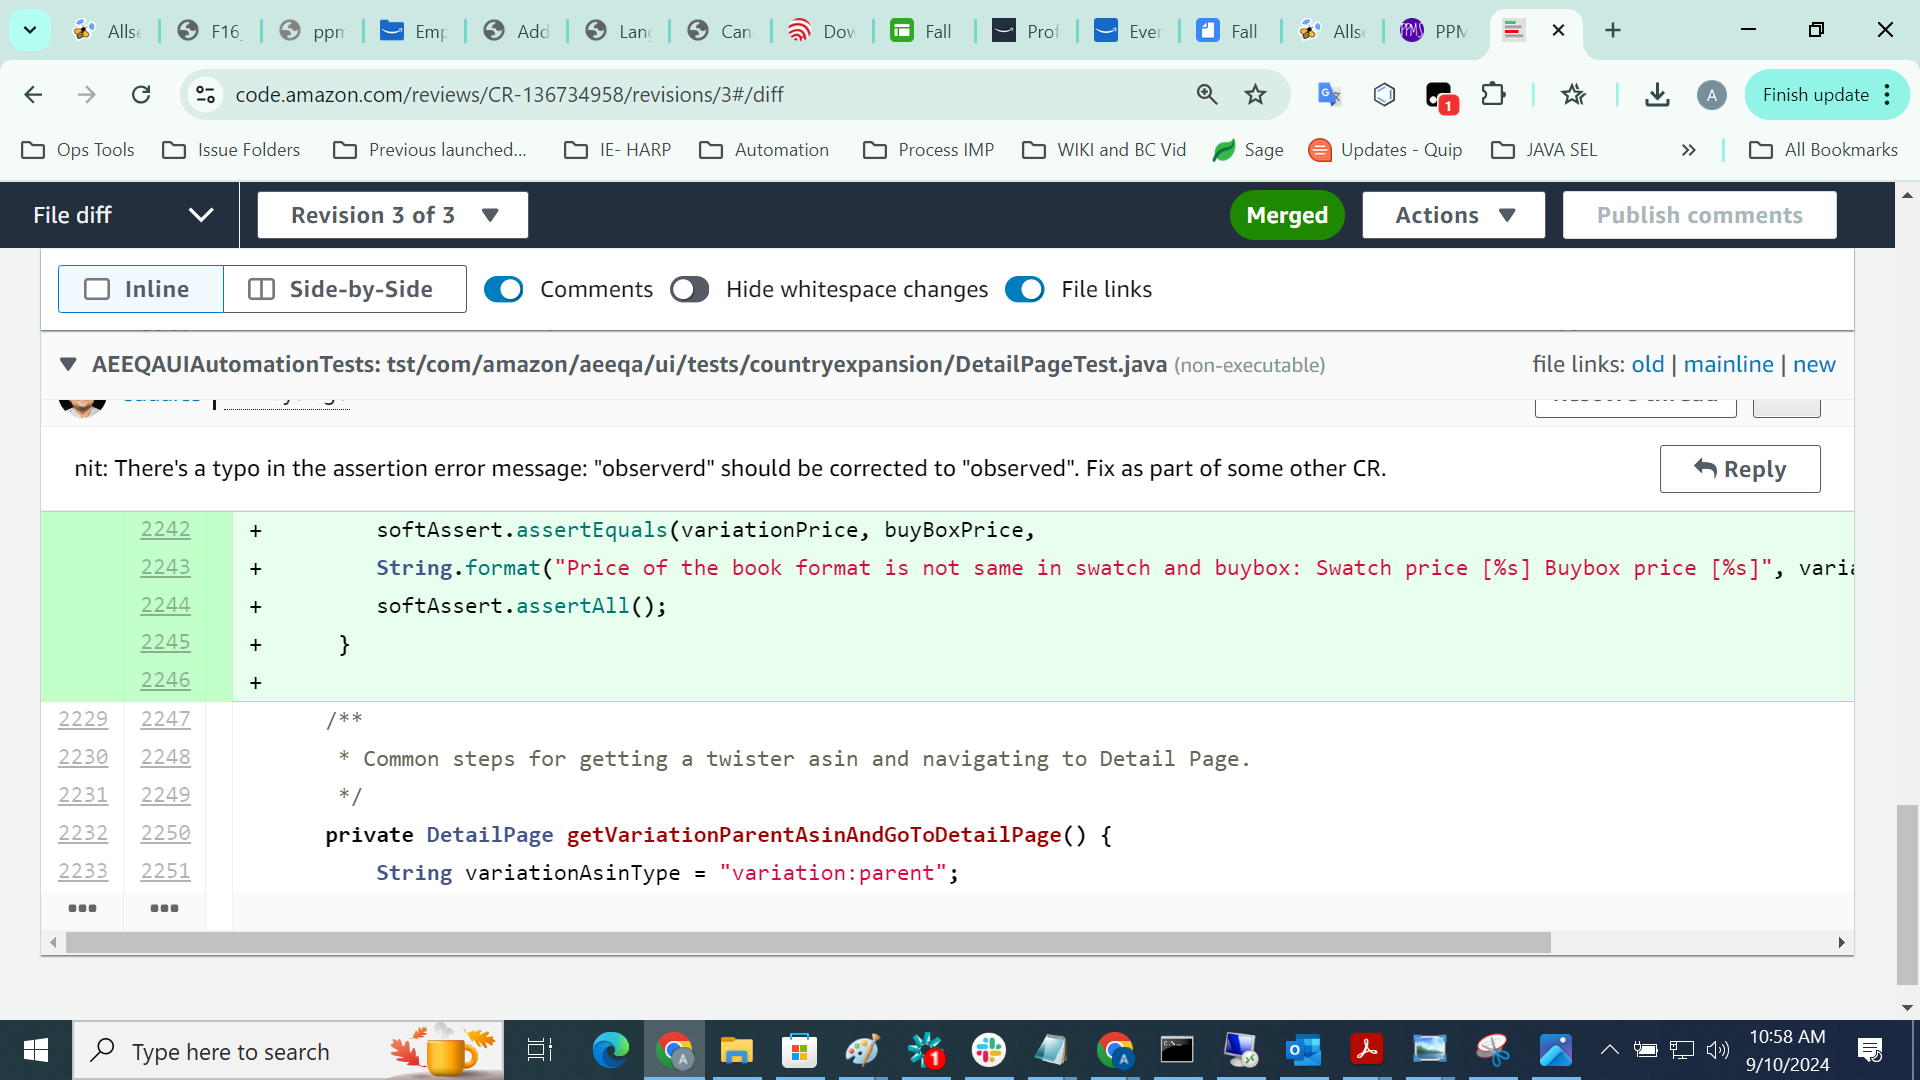 Allse F16_ ppm Emp Add Lang Can Dow Fall Prof Ever Fall Allse PPM
code.amazon.com/reviews/CR-136734958/revisions/3#/diff 1 A Finish update
Ops Tools Issue Folders Previous launched... IE- HARP Automation Process IMP WIKI and BC Vid Sage Updates - Quip JAVA SEL » All Bookmarks
File diff Revision 3 of 3 Merged Actions Publish comments
Inline Side-by-Side Comments Hide whitespace changes File links
AEEQAUIAutomationTests: tst/com/amazon/aeeqa/ui/tests/countryexpansion/DetailPageTest.java (non-executable) file links: old | mainline | new
nit: There's a typo in the assertion error message: "observerd" should be corrected to "observed". Fix as part of some other CR. Reply
2242 + softAssert.assertEquals(variationPrice, buyBoxPrice,
2243 + String.format("Price of the book format is not same in swatch and buybox: Swatch price [%s] Buybox price [%s]", varia
2244 + softAssert.assertAll();
2245 + }
2246 +
2229 2247 /**
2230 2248 * Common steps for getting a twister asin and navigating to Detail Page.
2231 2249 */
2232 2250 private DetailPage getVariationParentAsinAndGoToDetailPage() {
2233 2251 String variationAsinType = "variation:parent";
... ...
Type here to search 1 10:58 AM
9/10/2024